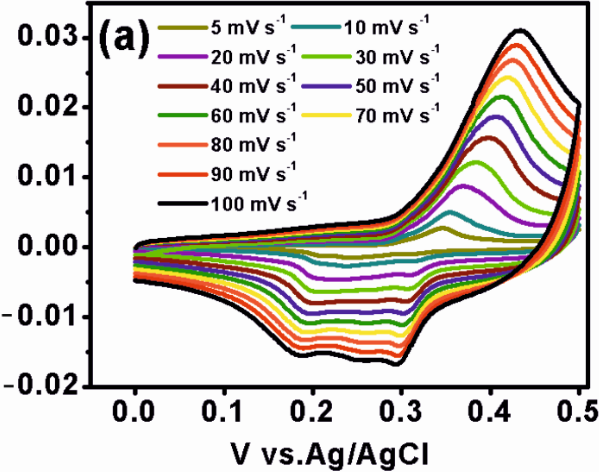 (a)
5 mV s⁻¹ 10 mV s⁻¹
20 mV s⁻¹ 30 mV s⁻¹
40 mV s⁻¹ 50 mV s⁻¹
60 mV s⁻¹ 70 mV s⁻¹
80 mV s⁻¹
90 mV s⁻¹
100 mV s⁻¹
0.03
0.02
0.01
0.00
-0.01
-0.02
0.0 0.1 0.2 0.3 0.4 0.5
V vs.Ag/AgCl